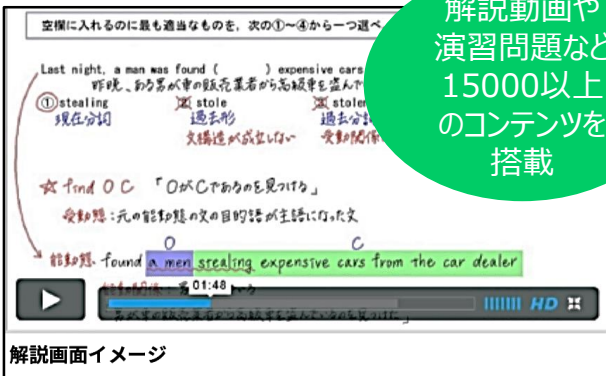 空欄に入れるのに最も適当なものを,次の①~④から一つ選べ
解説動画や
演習問題など
15000以上
のコンテンツを
搭載
Last night, a man was found ( ) expensive cars
昨晩、ある男が車の販売業者から高級車を盗んで
① stealing ② stole ③ stolen
現在分詞 過去形 過去分詞
文構造が成立しない 受動関係
☆ find O C 「OがCであるのを見つける」
受動態:元の能動態の文の目的語が主語になった文
O C
能動態. found a men stealing expensive cars from the car dealer
能動関係
01:48
HD
解説画面イメージ